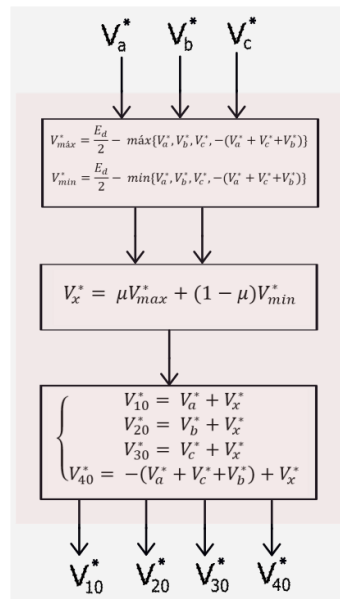 V*a V*b V*c
V*máx = Ed/2 − máx{V*a, V*b, V*c, −(V*a + V*c+V*b)}
V*min = Ed/2 − min{V*a, V*b, V*c, −(V*a + V*c+V*b)}
V*x = μV*max + (1 − μ)V*min
V*10 = V*a + V*x
V*20 = V*b + V*x
V*30 = V*c + V*x
V*40 = −(V*a + V*c+V*b) + V*x
V*10 V*20 V*30 V*40